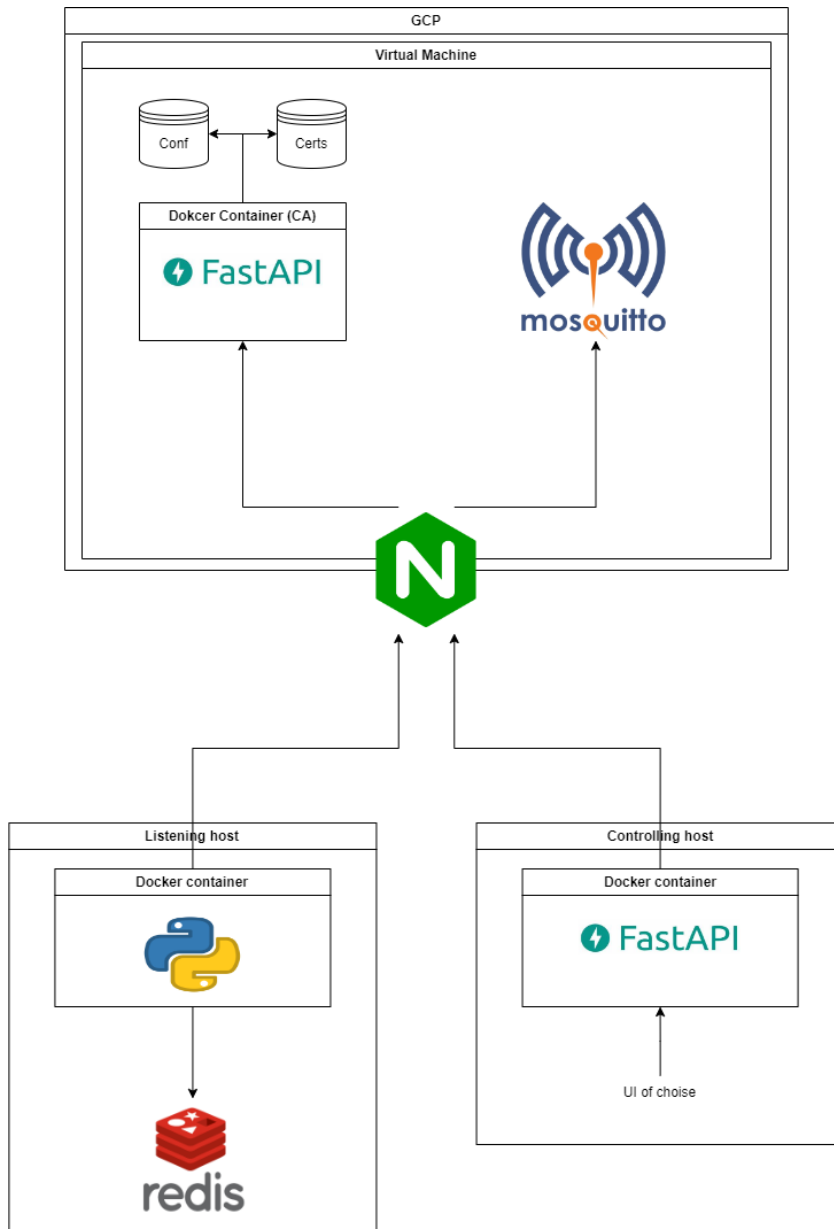 GCP
Virtual Machine
Conf
Certs
Dokcer Container (CA)
FastAPI
mosquitto
N
Listening host
Controlling host
Docker container
Docker container
FastAPI
UI of choise
redis